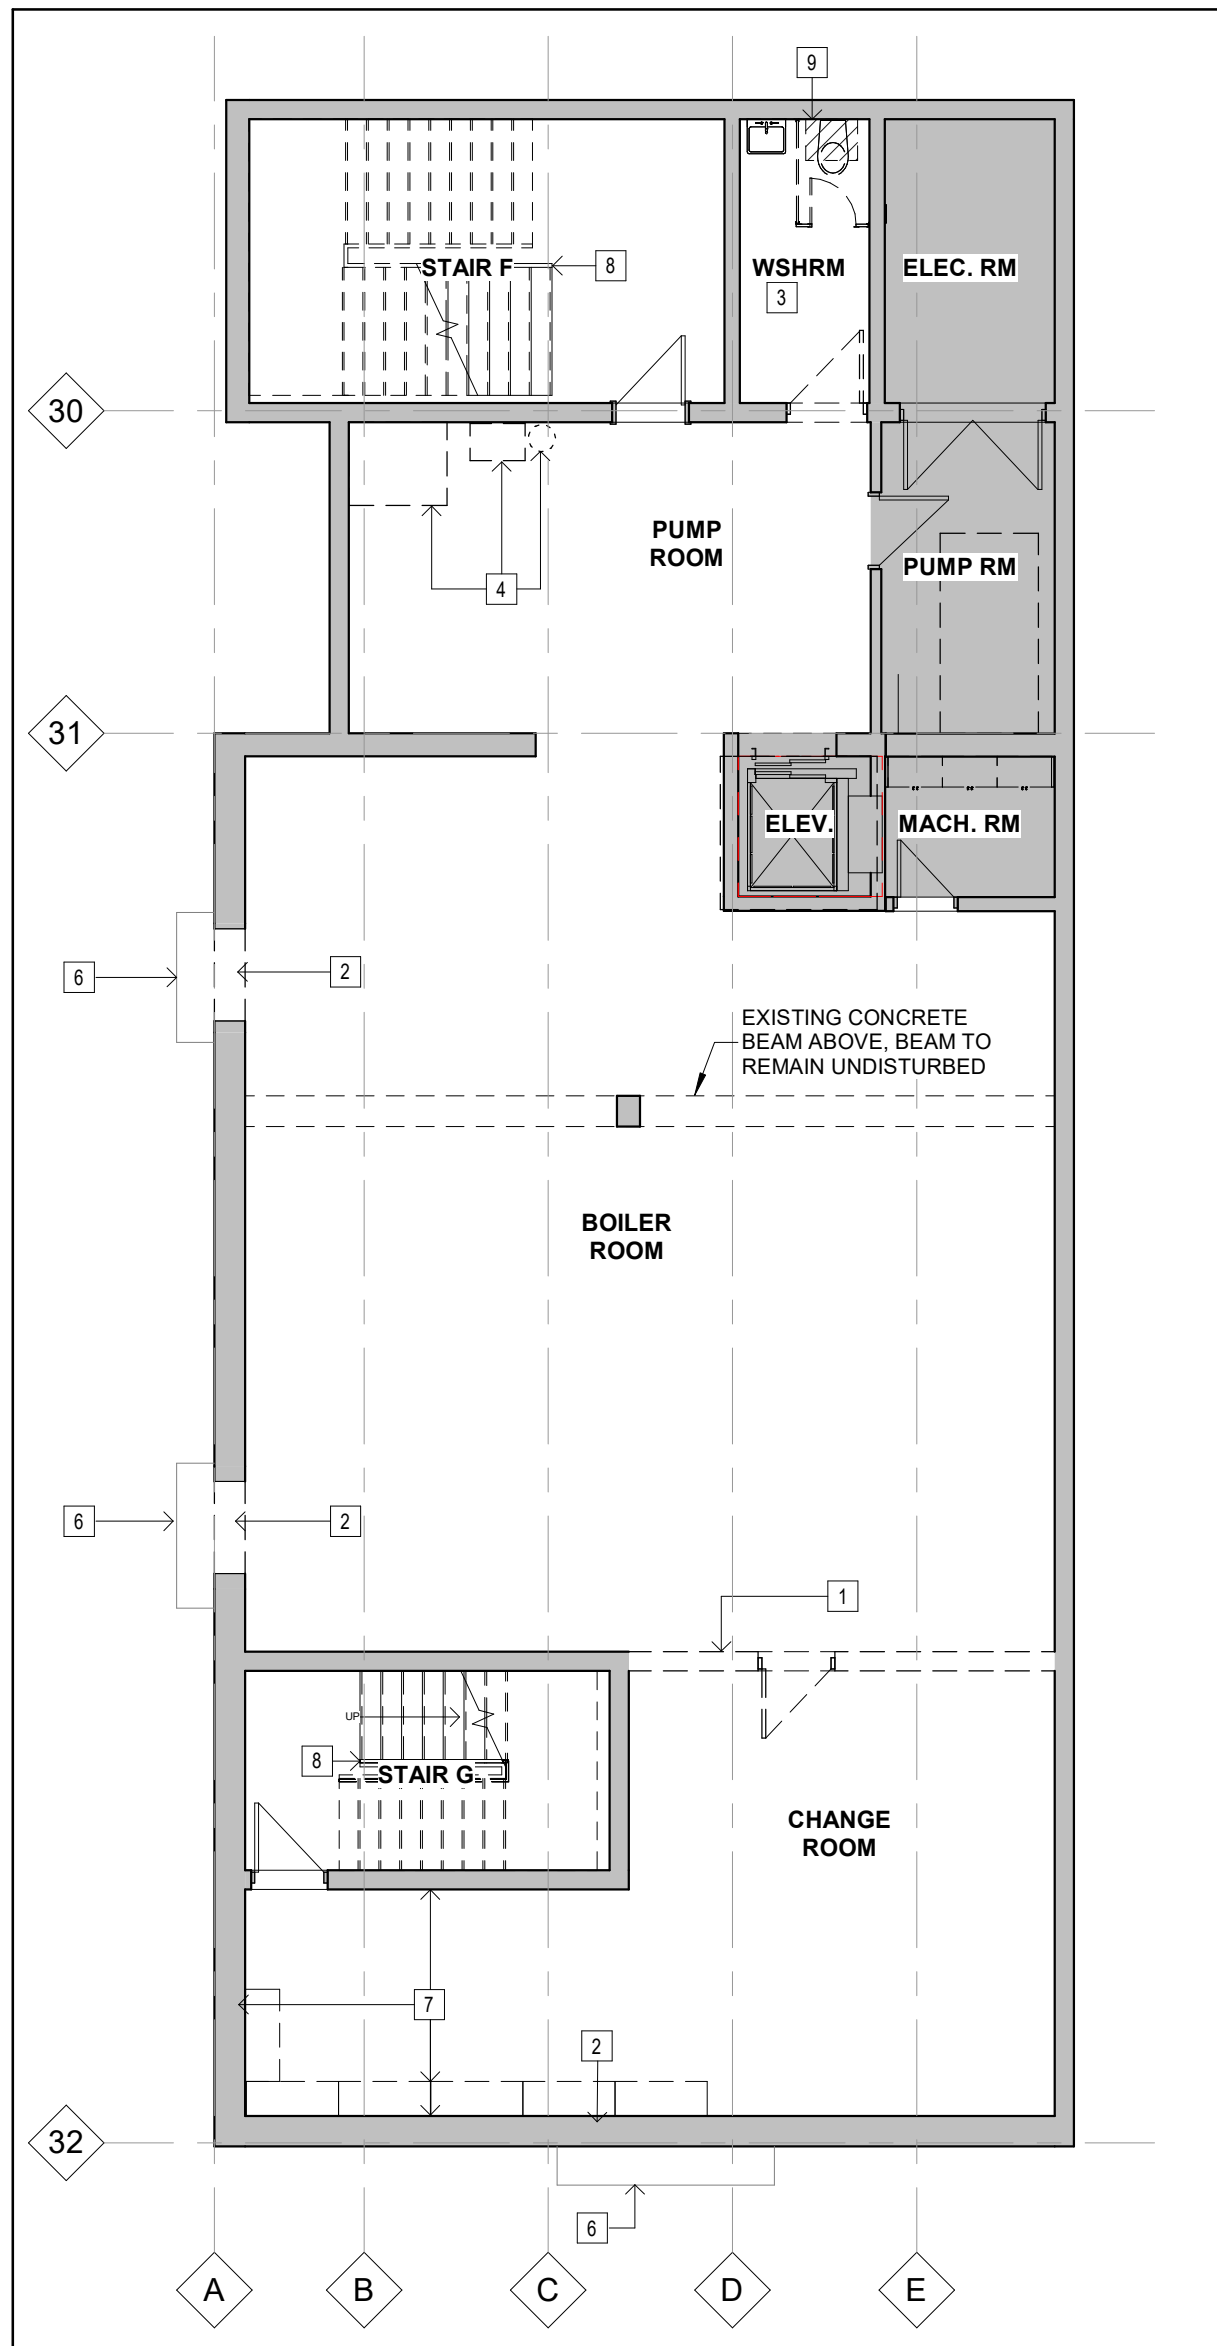 9
STAIR F
8
WSHRM
3
ELEC. RM
30
PUMP
ROOM
PUMP RM
4
31
ELEV.
MACH. RM
6
2
EXISTING CONCRETE
BEAM ABOVE, BEAM TO
REMAIN UNDISTURBED
BOILER
ROOM
6
2
1
UP
8
STAIR G
CHANGE
ROOM
7
2
32
6
A
B
C
D
E